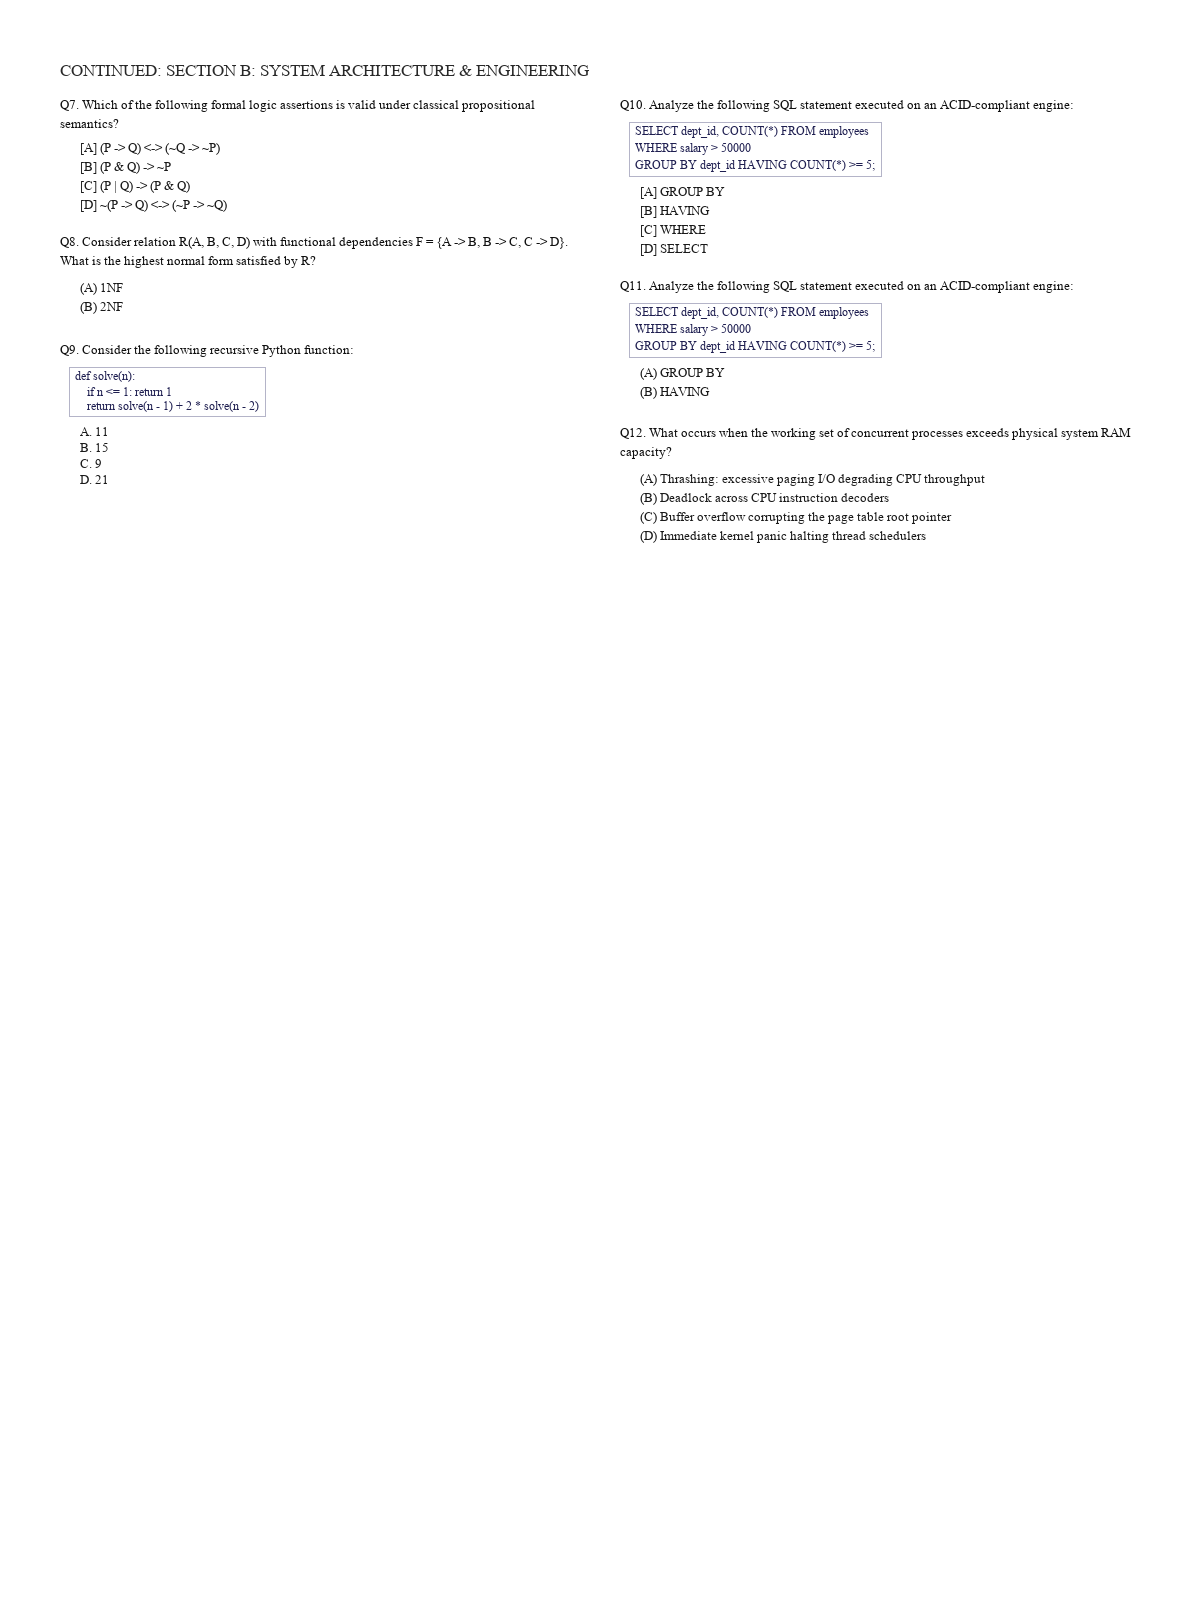 CONTINUED: SECTION B: SYSTEM ARCHITECTURE & ENGINEERING
Q7. Which of the following formal logic assertions is valid under classical propositional
semantics?
[A] (P -> Q) <-> (~Q -> ~P)
[B] (P & Q) -> ~P
[C] (P | Q) -> (P & Q)
[D] ~(P -> Q) <-> (~P -> ~Q)
Q8. Consider relation R(A, B, C, D) with functional dependencies F = {A -> B, B -> C, C -> D}.
What is the highest normal form satisfied by R?
(A) 1NF
(B) 2NF
Q9. Consider the following recursive Python function:
def solve(n):
    if n <= 1: return 1
    return solve(n - 1) + 2 * solve(n - 2)
A. 11
B. 15
C. 9
D. 21
Q10. Analyze the following SQL statement executed on an ACID-compliant engine:
SELECT dept_id, COUNT(*) FROM employees
WHERE salary > 50000
GROUP BY dept_id HAVING COUNT(*) >= 5;
[A] GROUP BY
[B] HAVING
[C] WHERE
[D] SELECT
Q11. Analyze the following SQL statement executed on an ACID-compliant engine:
SELECT dept_id, COUNT(*) FROM employees
WHERE salary > 50000
GROUP BY dept_id HAVING COUNT(*) >= 5;
(A) GROUP BY
(B) HAVING
Q12. What occurs when the working set of concurrent processes exceeds physical system RAM
capacity?
(A) Thrashing: excessive paging I/O degrading CPU throughput
(B) Deadlock across CPU instruction decoders
(C) Buffer overflow corrupting the page table root pointer
(D) Immediate kernel panic halting thread schedulers